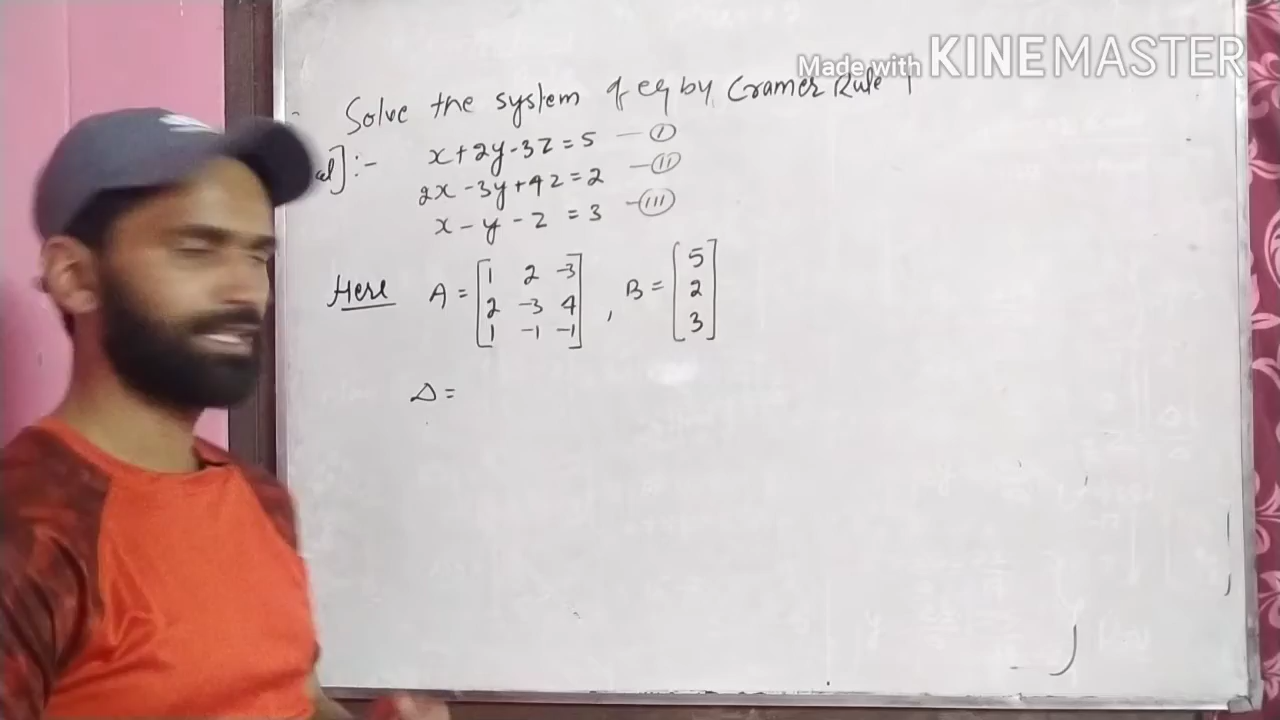 Made with KINEMASTER
Solve the system of eq by Cramer Rule
]:- x+2y-3z=5 — (I)
2x-3y+4z=2 — (II)
x-y-z=3 — (III)
Here A = [1 2 -3
2 -3 4
1 -1 -1] , B = [5
2
3]
Δ =